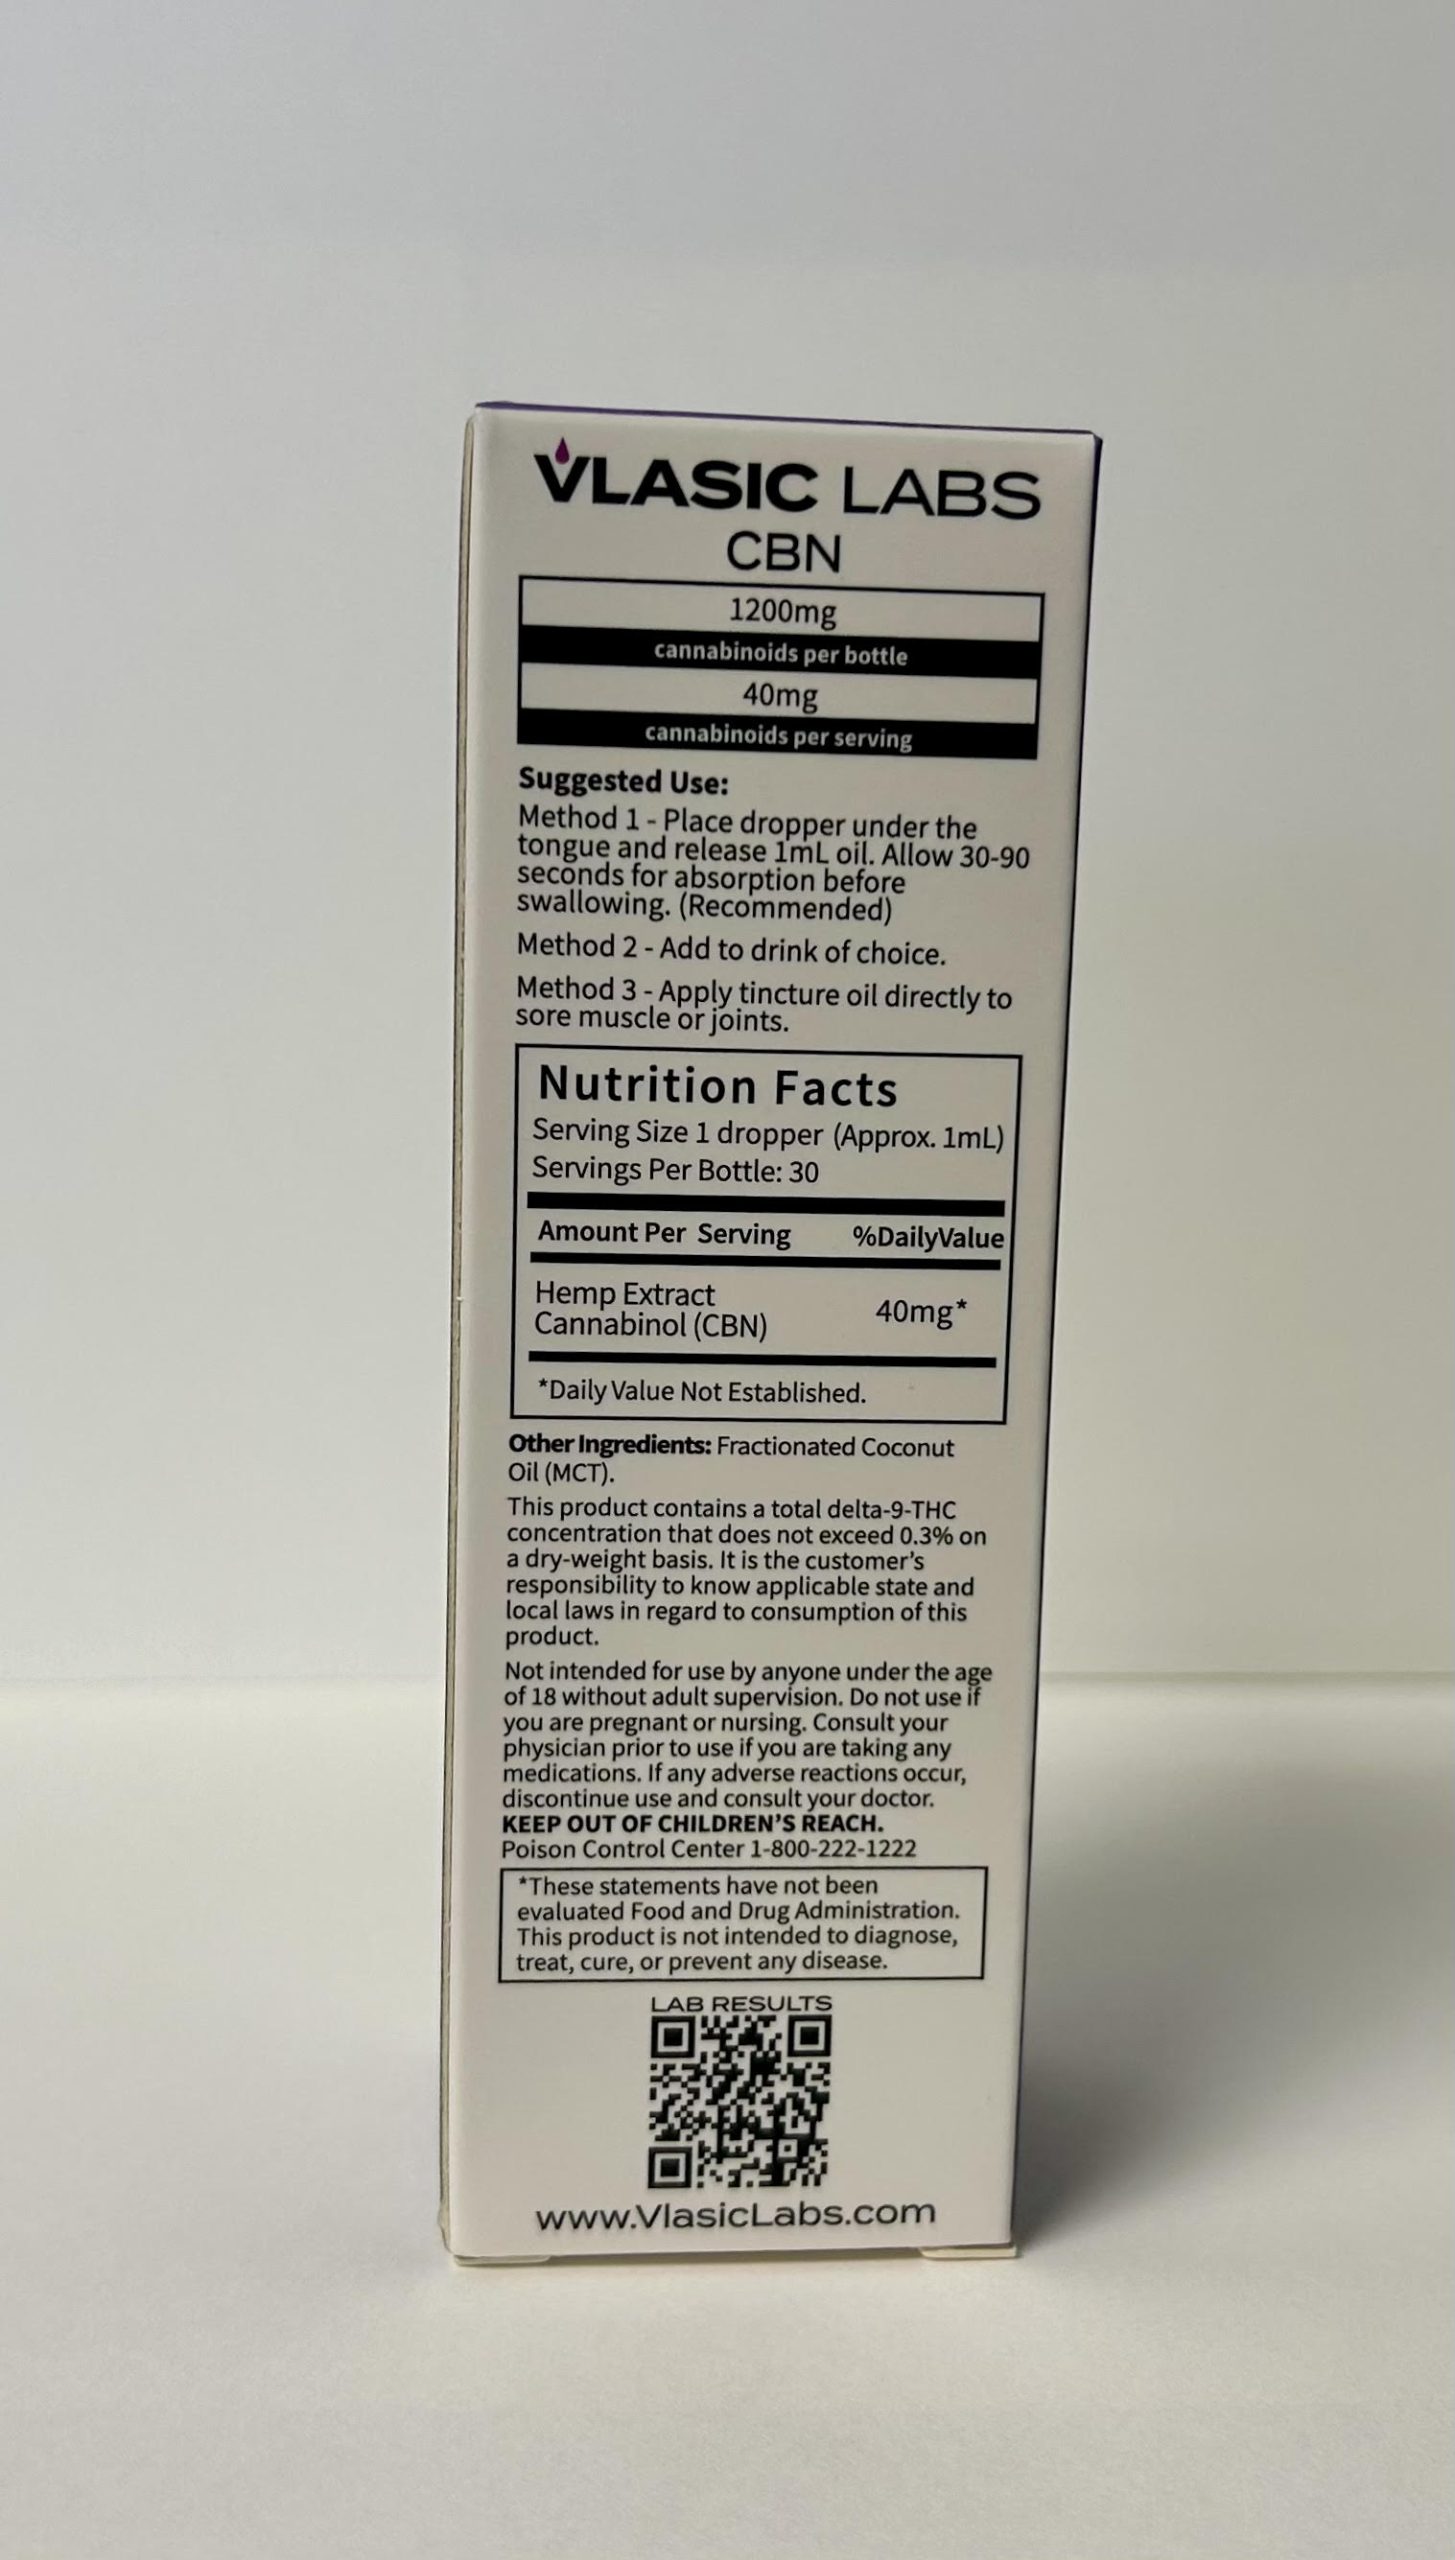 VLASIC LABS
CBN
1200mg
cannabinoids per bottle
40mg
cannabinoids per serving
Suggested Use:
Method 1 - Place dropper under the
tongue and release 1mL oil. Allow 30-90
seconds for absorption before
swallowing. (Recommended)
Method 2 - Add to drink of choice.
Method 3 - Apply tincture oil directly to
sore muscle or joints.
Nutrition Facts
Serving Size 1 dropper (Approx. 1mL)
Servings Per Bottle: 30
Amount Per Serving %DailyValue
Hemp Extract
Cannabinol (CBN) 40mg*
*Daily Value Not Established.
Other Ingredients: Fractionated Coconut
Oil (MCT).
This product contains a total delta-9-THC
concentration that does not exceed 0.3% on
a dry-weight basis. It is the customer's
responsibility to know applicable state and
local laws in regard to consumption of this
product.
Not intended for use by anyone under the age
of 18 without adult supervision. Do not use if
you are pregnant or nursing. Consult your
physician prior to use if you are taking any
medications. If any adverse reactions occur,
discontinue use and consult your doctor.
KEEP OUT OF CHILDREN'S REACH.
Poison Control Center 1-800-222-1222
*These statements have not been
evaluated Food and Drug Administration.
This product is not intended to diagnose,
treat, cure, or prevent any disease.
LAB RESULTS
www.VlasicLabs.com